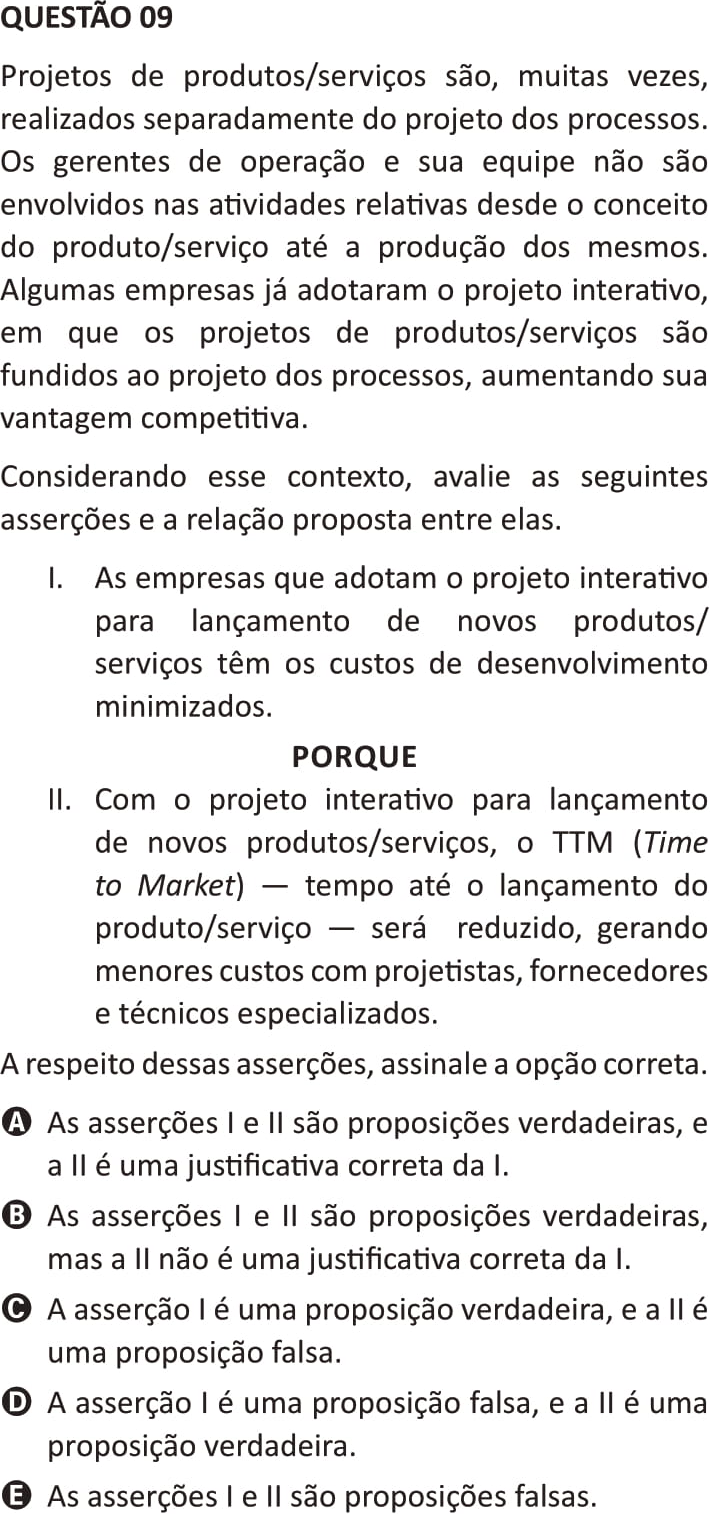 QUESTÃO 09
Projetos de produtos/serviços são, muitas vezes,
realizados separadamente do projeto dos processos.
Os gerentes de operação e sua equipe não são
envolvidos nas atividades relativas desde o conceito
do produto/serviço até a produção dos mesmos.
Algumas empresas já adotaram o projeto interativo,
em que os projetos de produtos/serviços são
fundidos ao projeto dos processos, aumentando sua
vantagem competitiva.
Considerando esse contexto, avalie as seguintes
asserções e a relação proposta entre elas.
I. As empresas que adotam o projeto interativo
para lançamento de novos produtos/
serviços têm os custos de desenvolvimento
minimizados.
PORQUE
II. Com o projeto interativo para lançamento
de novos produtos/serviços, o TTM (Time
to Market) — tempo até o lançamento do
produto/serviço — será reduzido, gerando
menores custos com projetistas, fornecedores
e técnicos especializados.
A respeito dessas asserções, assinale a opção correta.
A As asserções I e II são proposições verdadeiras, e
a II é uma justificativa correta da I.
B As asserções I e II são proposições verdadeiras,
mas a II não é uma justificativa correta da I.
C A asserção I é uma proposição verdadeira, e a II é
uma proposição falsa.
D A asserção I é uma proposição falsa, e a II é uma
proposição verdadeira.
E As asserções I e II são proposições falsas.